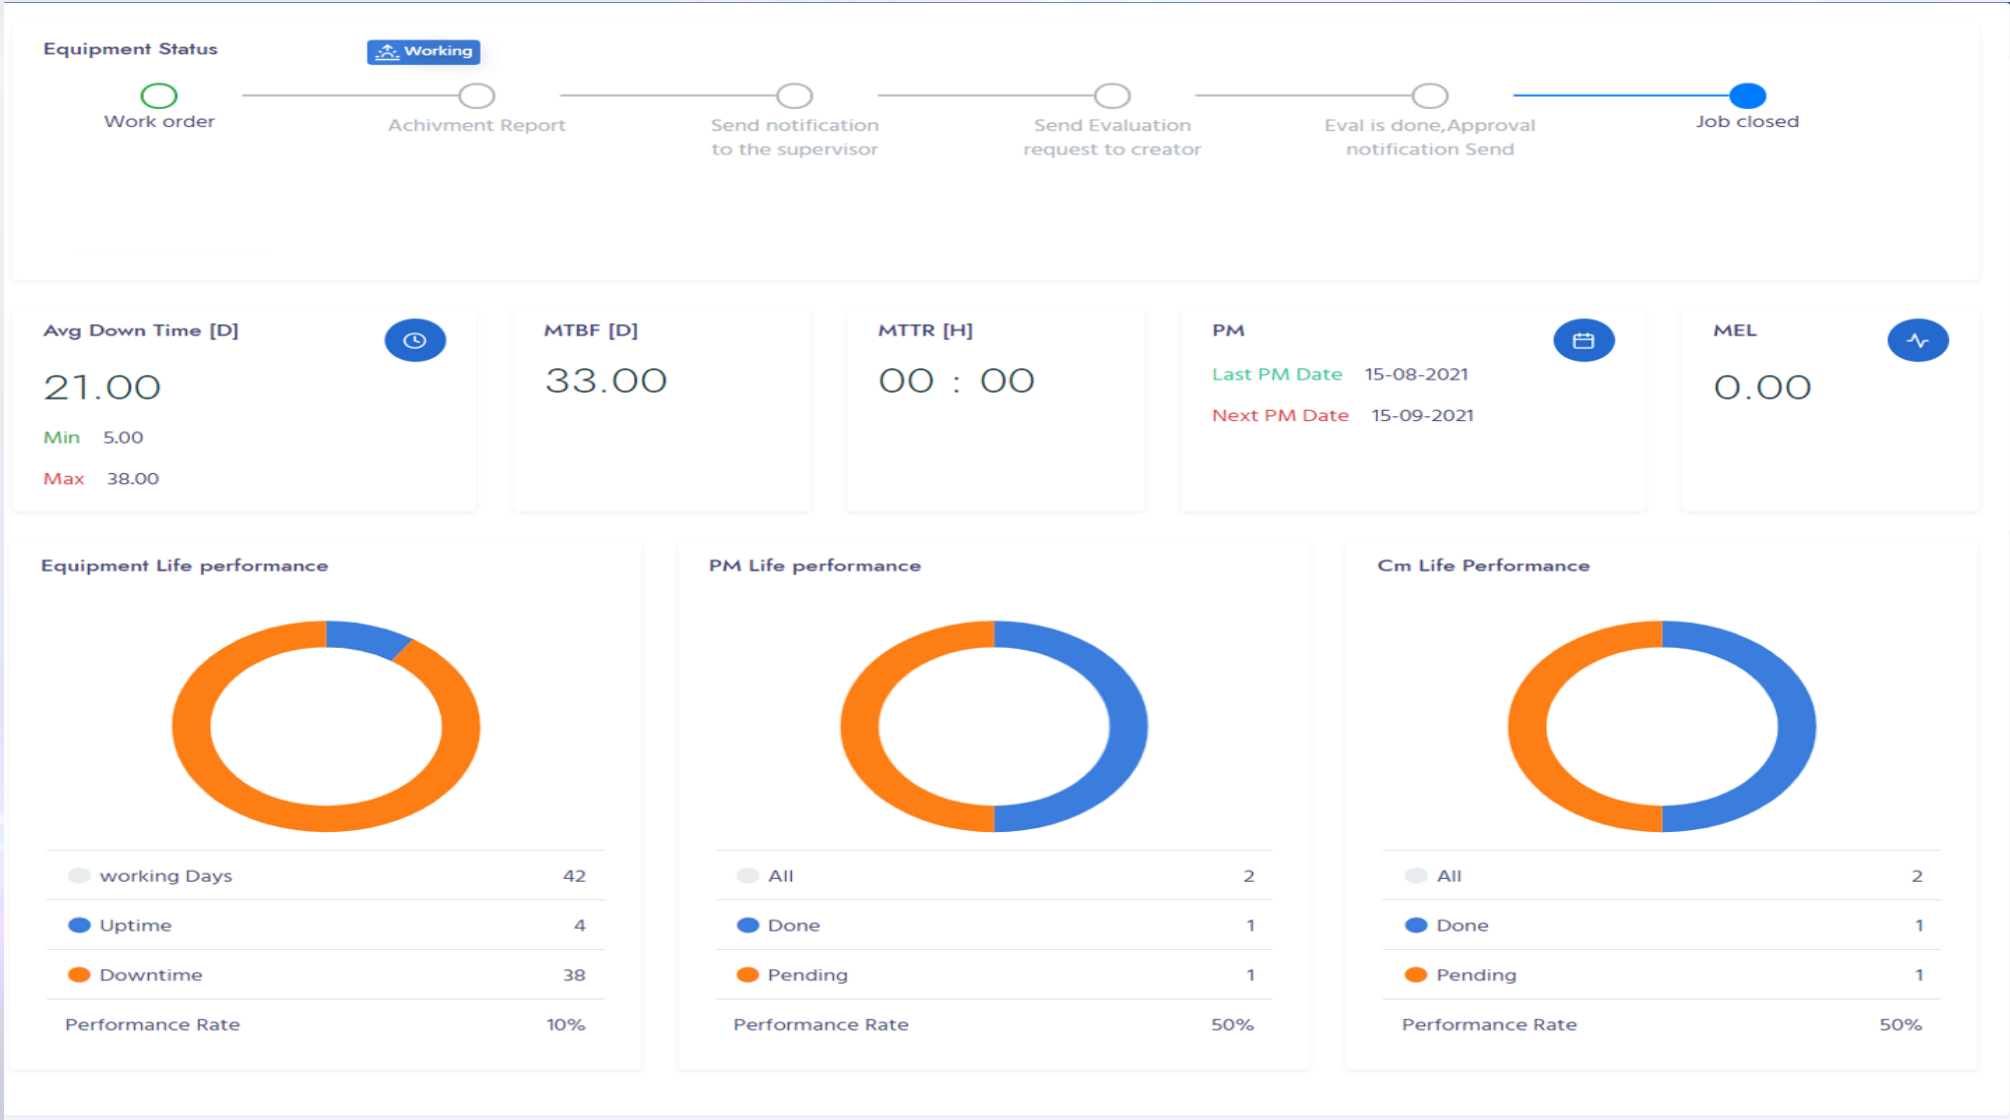 Equipment Status
Working
Work order
Achivment Report
Send notification
to the supervisor
Send Evaluation
request to creator
Eval is done,Approval
notification Send
Job closed
Avg Down Time [D]
21.00
Min 5.00
Max 38.00
MTBF [D]
33.00
MTTR [H]
00 : 00
PM
Last PM Date 15-08-2021
Next PM Date 15-09-2021
MEL
0.00
Equipment Life performance
working Days 42
Uptime 4
Downtime 38
Performance Rate 10%
PM Life performance
All 2
Done 1
Pending 1
Performance Rate 50%
Cm Life Performance
All 2
Done 1
Pending 1
Performance Rate 50%